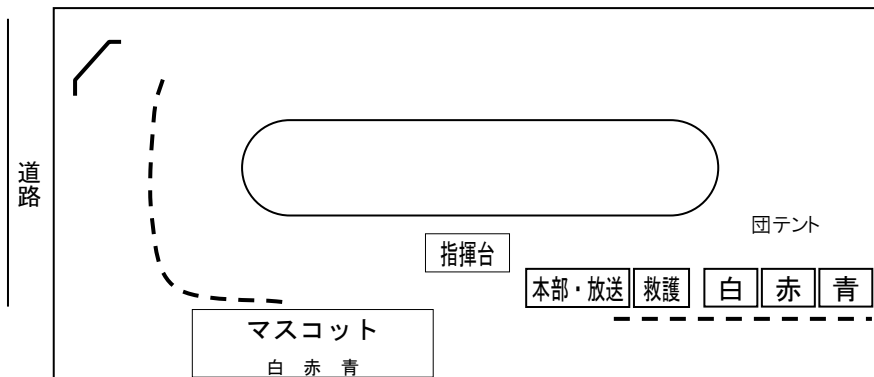 道路
団テント
指揮台
本部・放送 救護 白 赤 青
マスコット
白 赤 青